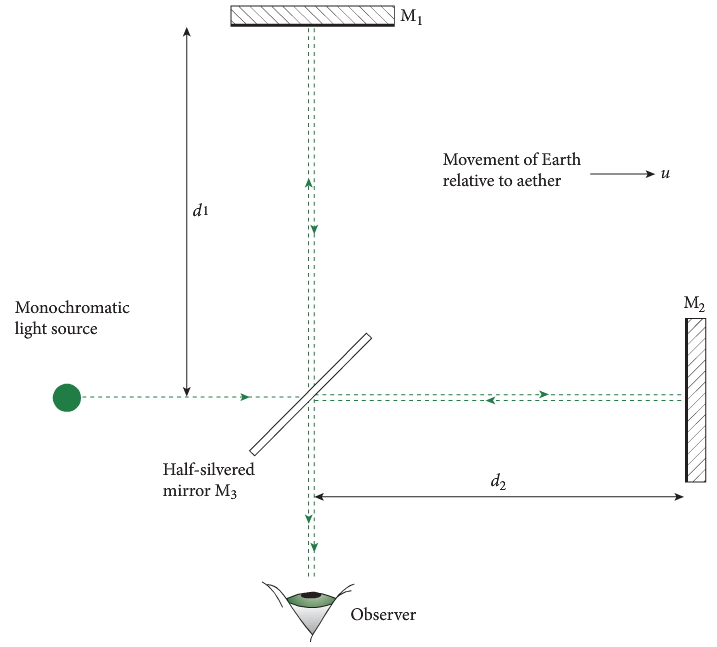 M₁
Movement of Earth
relative to aether
u
d1
Monochromatic
light source
M₂
Half-silvered
mirror M₃
d₂
Observer